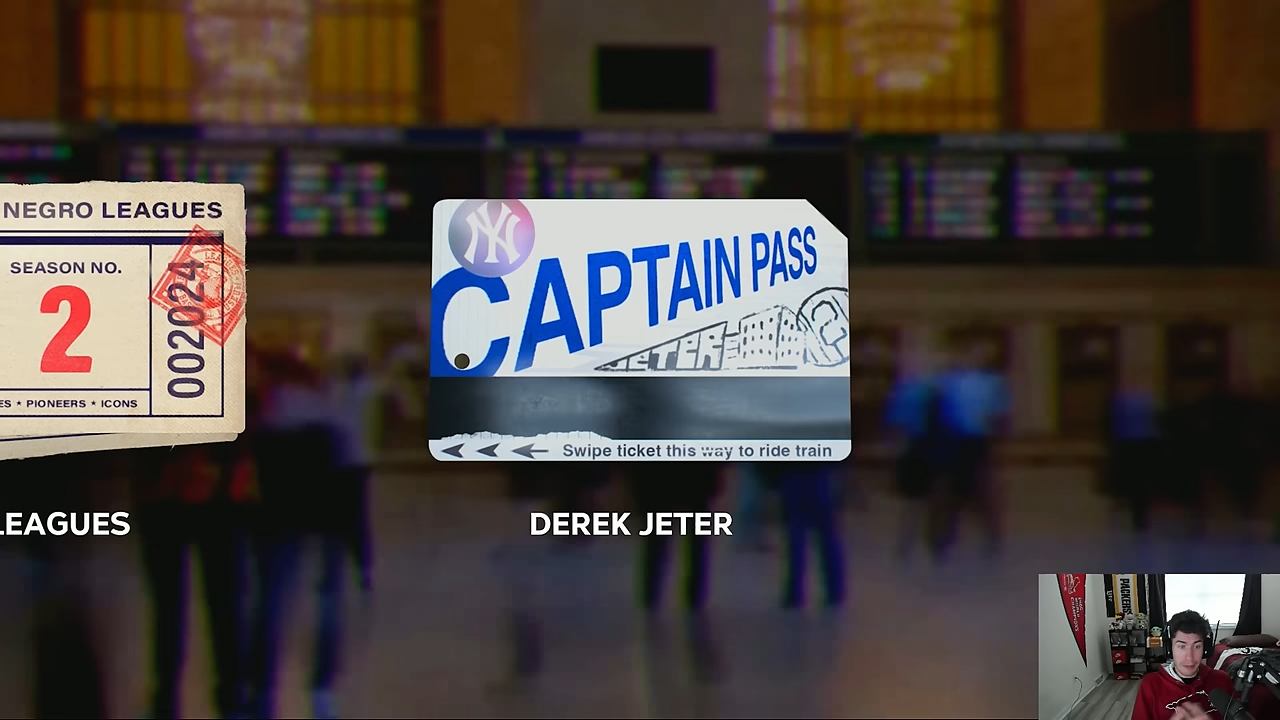 NEGRO LEAGUES
SEASON NO.
2
002024
ES ★ PIONEERS ★ ICONS
LEAGUES
NY
CAPTAIN PASS
JETER
Swipe ticket this way to ride train
DEREK JETER
PACKERS